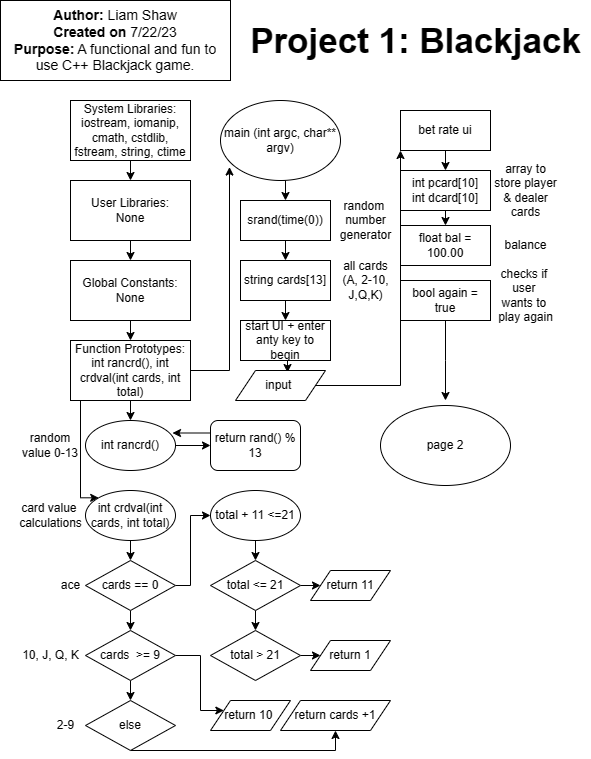 Author: Liam Shaw
Created on 7/22/23
Purpose: A functional and fun to
use C++ Blackjack game.
Project 1: Blackjack
System Libraries:
iostream, iomanip,
cmath, cstdlib,
fstream, string, ctime
User Libraries:
None
Global Constants:
None
Function Prototypes:
int rancrd(), int
crdval(int cards, int
total)
random
value 0-13
int rancrd()
return rand() %
13
card value
calculations
int crdval(int
cards, int total)
ace
cards == 0
10, J, Q, K
cards >= 9
2-9
else
total + 11 <=21
total <= 21
return 11
total > 21
return 1
return 10
return cards +1
main (int argc, char**
argv)
srand(time(0))
random
number
generator
string cards[13]
all cards
(A, 2-10,
J,Q,K)
start UI + enter
anty key to
begin
input
bet rate ui
int pcard[10]
int dcard[10]
array to
store player
& dealer
cards
float bal =
100.00
balance
bool again =
true
checks if
user
wants to
play again
page 2